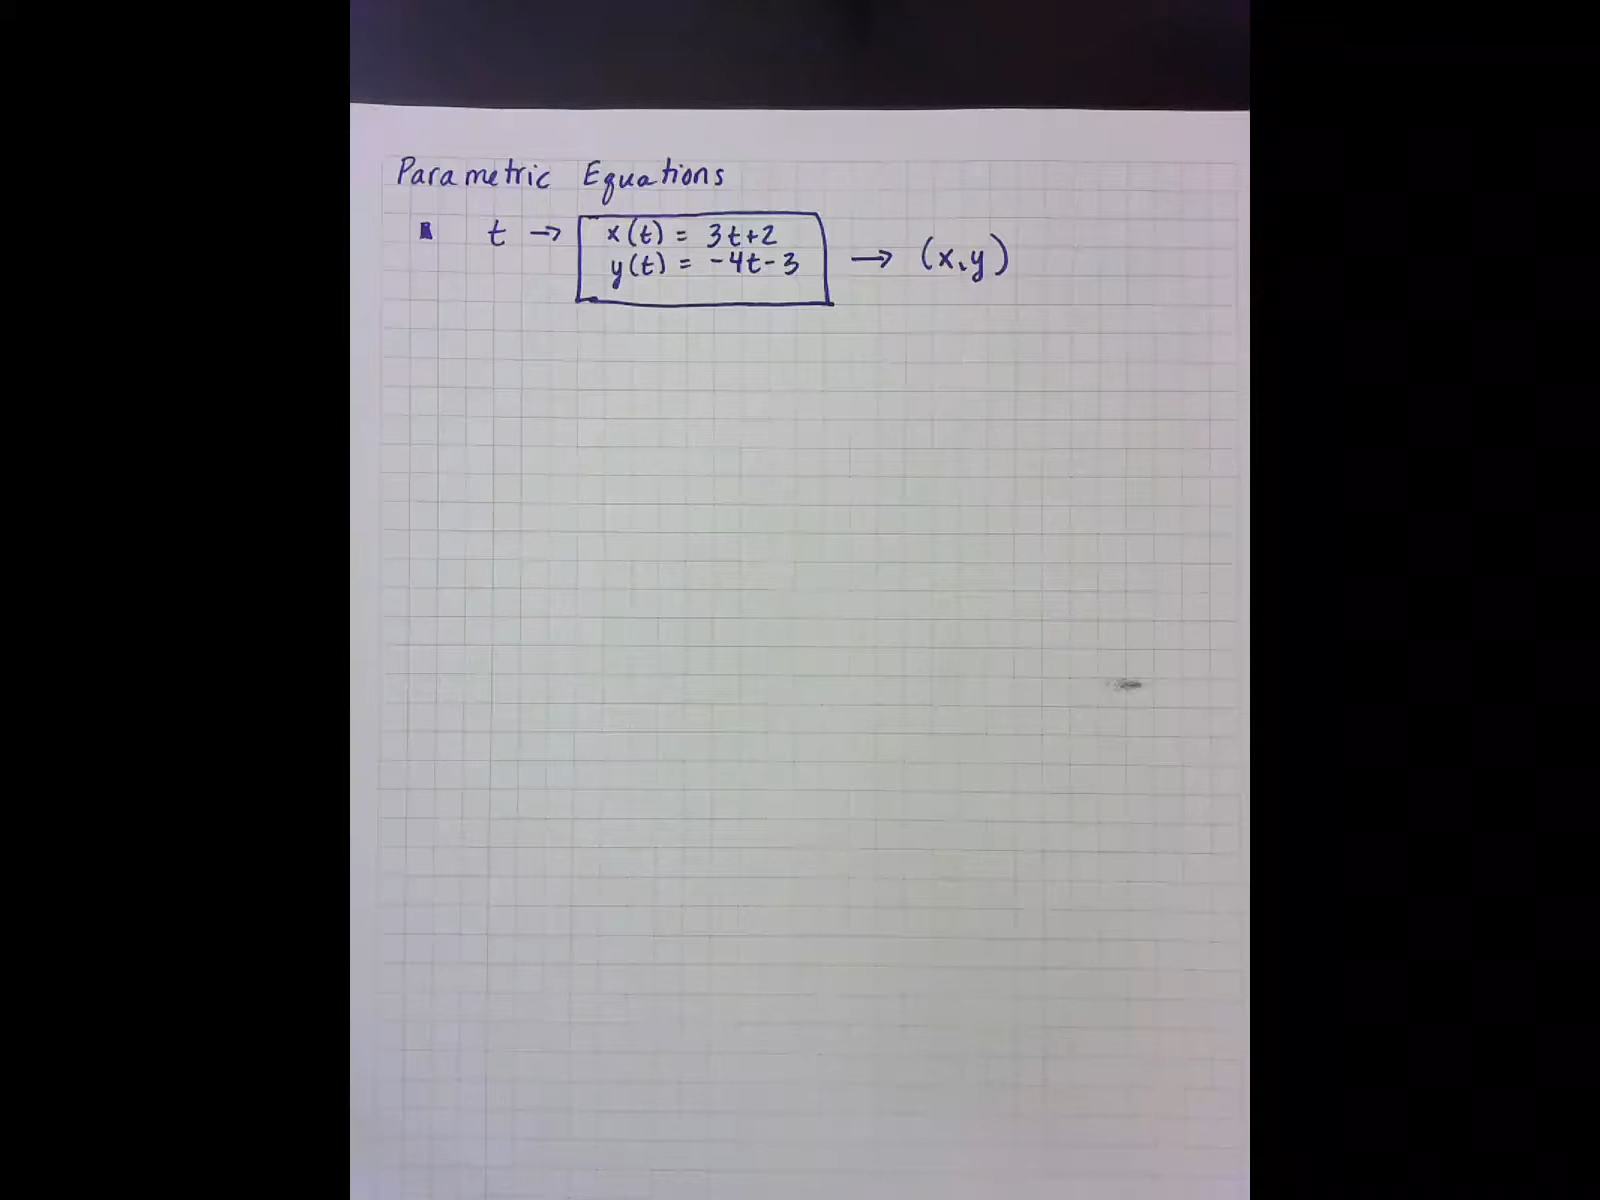 Parametric Equations
t → x(t) = 3t+2
y(t) = -4t-3 → (x,y)